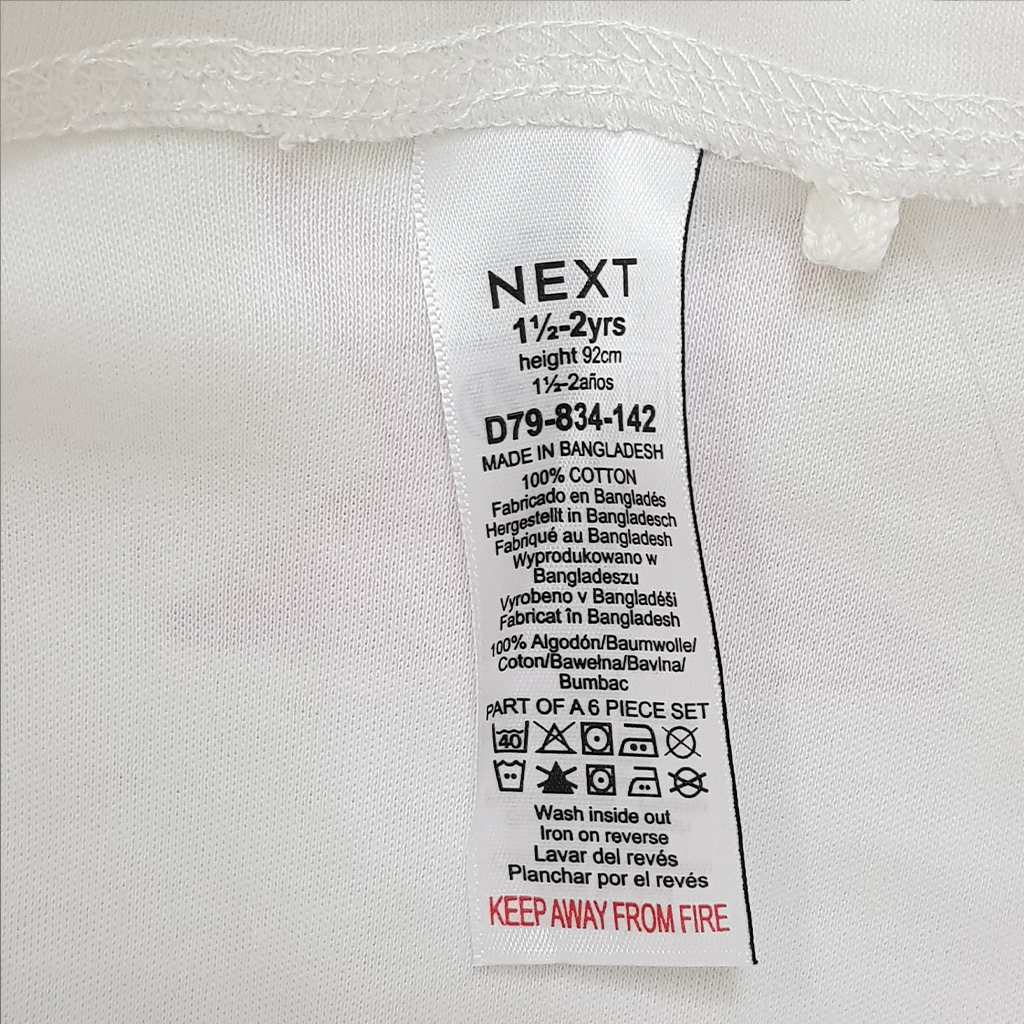 NEXT
1½-2yrs
height 92cm
1½-2años
D79-834-142
MADE IN BANGLADESH
100% COTTON
Fabricado en Bangladés
Hergestellt in Bangladesch
Fabriqué au Bangladesh
Wyprodukowano w
Bangladeszu
Vyrobeno v Bangladéši
Fabricat în Bangladesh
100% Algodón/Baumwolle/
Coton/Bawełna/Bavlna/
Bumbac
PART OF A 6 PIECE SET
40
Wash inside out
Iron on reverse
Lavar del revés
Planchar por el revés
KEEP AWAY FROM FIRE